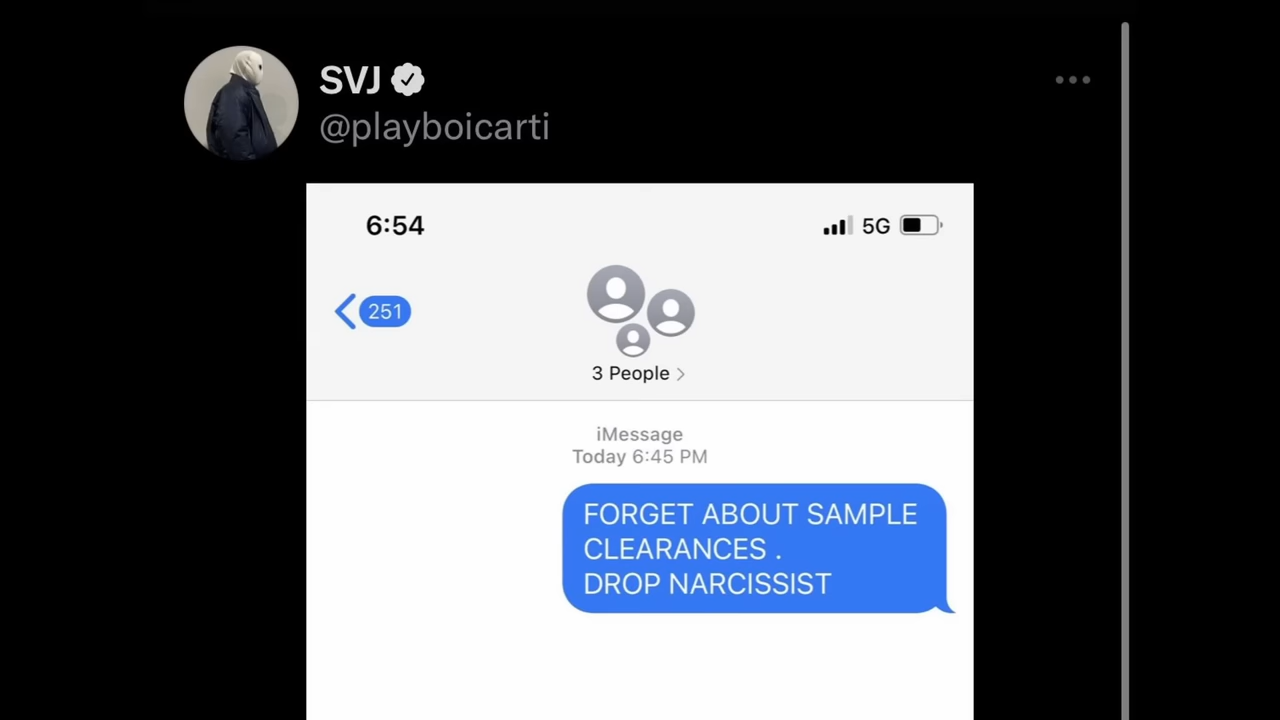 SVJ
@playboicarti
6:54
5G
251
3 People
iMessage
Today 6:45 PM
FORGET ABOUT SAMPLE
CLEARANCES .
DROP NARCISSIST